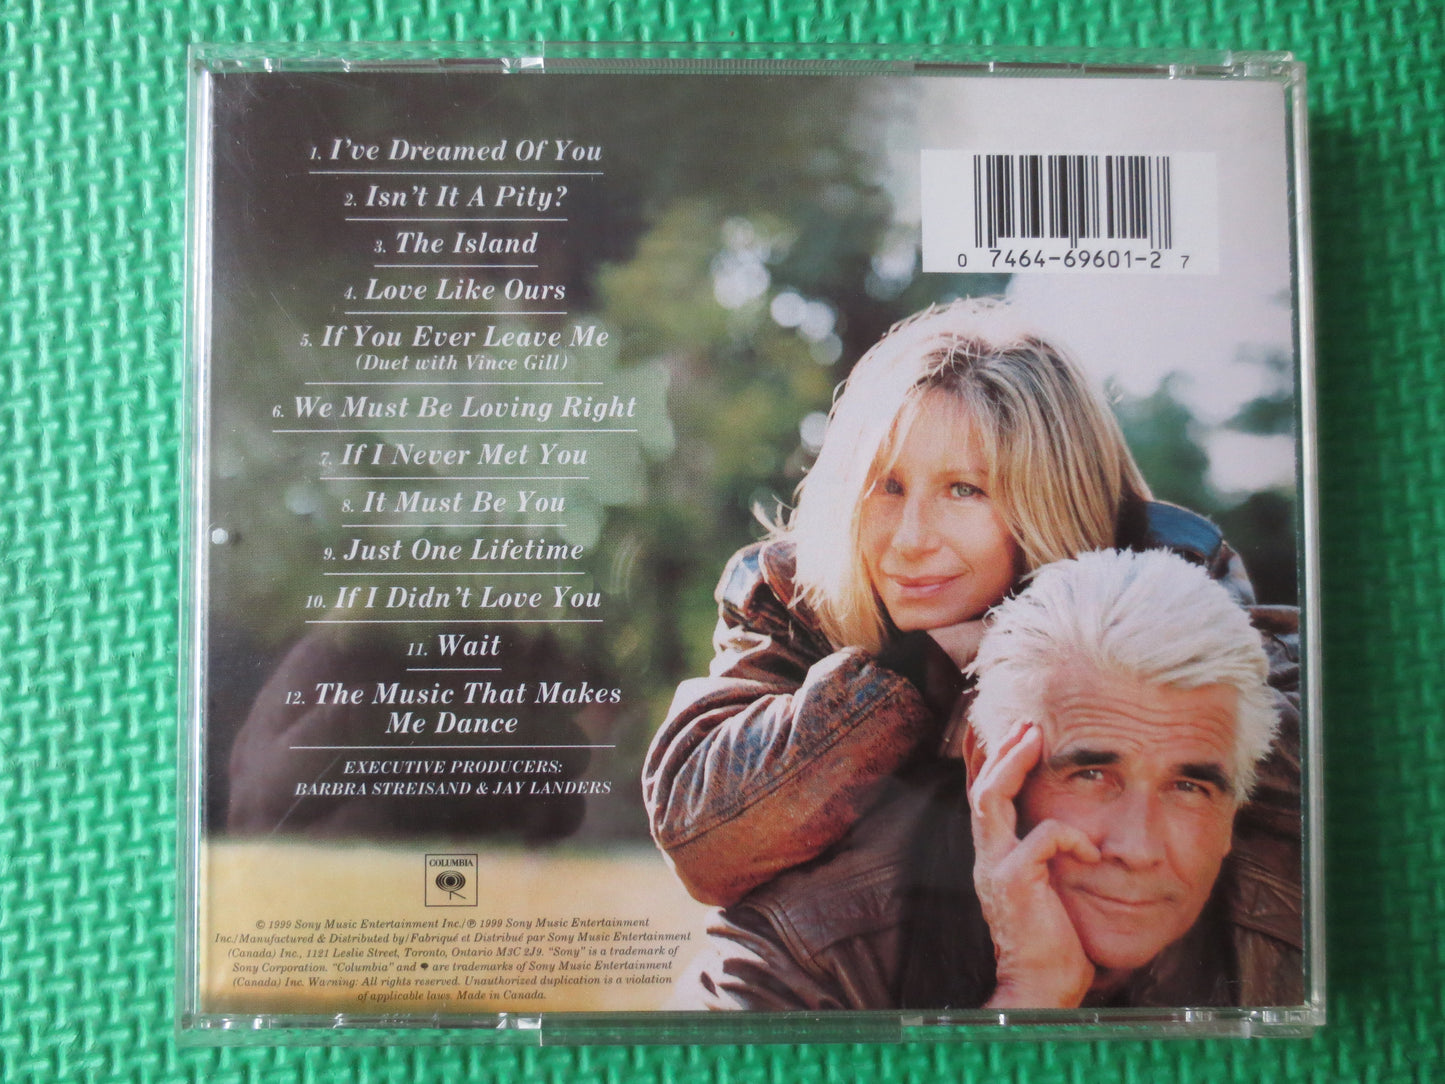 1. I've Dreamed Of You
2. Isn't It A Pity?
3. The Island
4. Love Like Ours
5. If You Ever Leave Me
(Duet with Vince Gill)
6. We Must Be Loving Right
7. If I Never Met You
8. It Must Be You
9. Just One Lifetime
10. If I Didn't Love You
11. Wait
12. The Music That Makes
Me Dance
EXECUTIVE PRODUCERS:
BARBRA STREISAND & JAY LANDERS
COLUMBIA
© 1999 Sony Music Entertainment Inc./℗ 1999 Sony Music Entertainment
Inc./Manufactured & Distributed by/Fabriqué et Distribué par Sony Music Entertainment
(Canada) Inc., 1121 Leslie Street, Toronto, Ontario M3C 2J9. "Sony" is a trademark of
Sony Corporation. "Columbia" and are trademarks of Sony Music Entertainment
(Canada) Inc. Warning: All rights reserved. Unauthorized duplication is a violation
of applicable laws. Made in Canada.
0 7464-69601-2 7